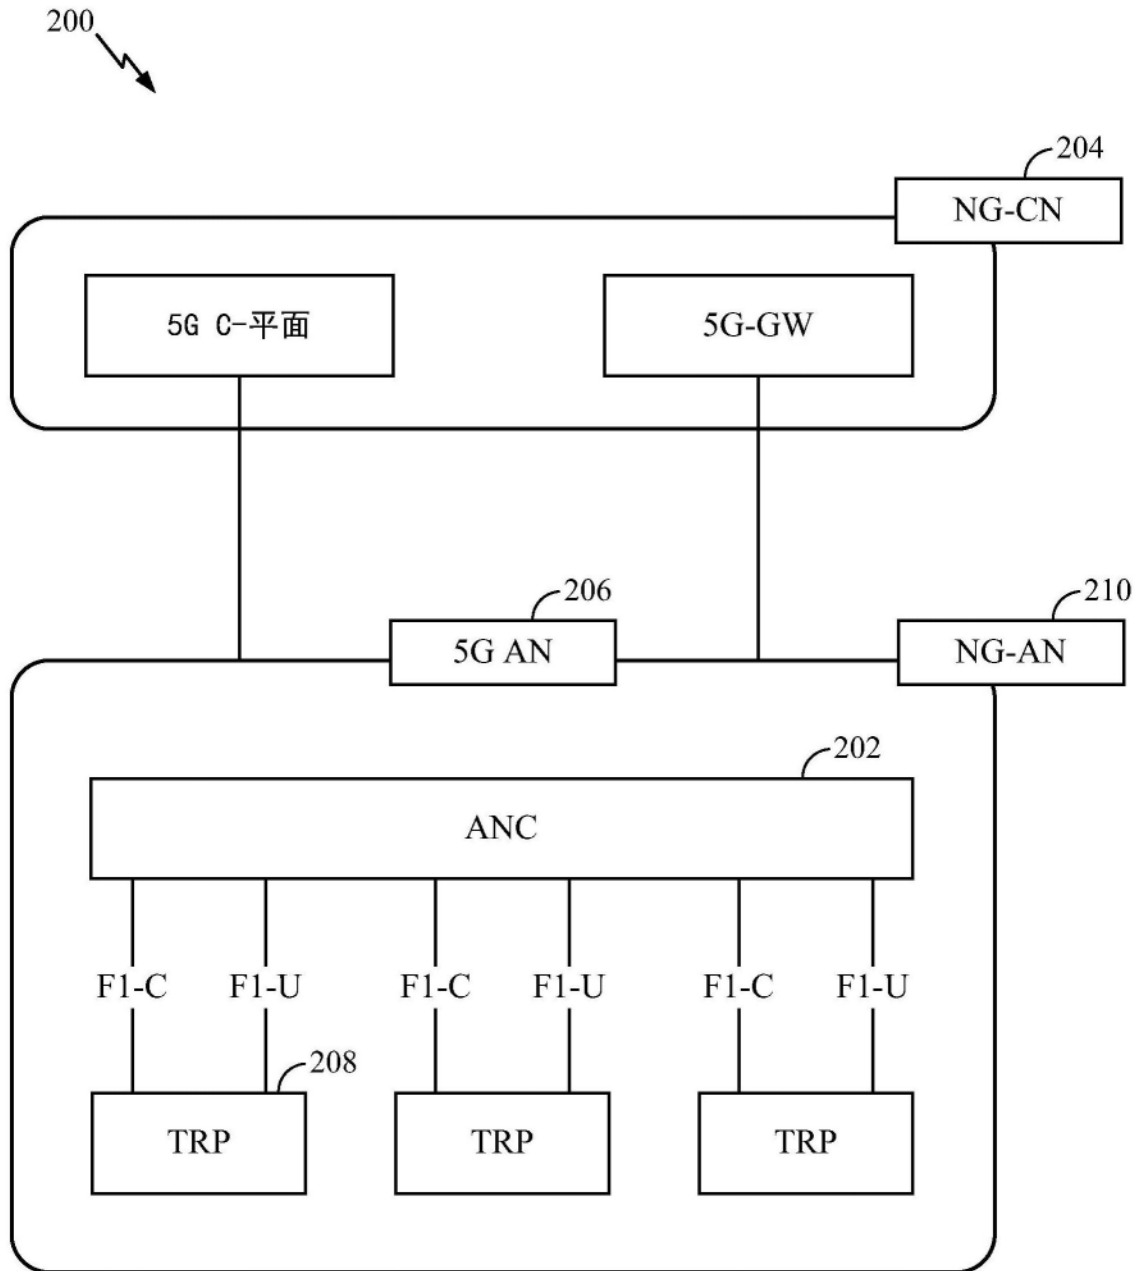 200
204
NG-CN
5G C-平面
5G-GW
206
210
5G AN
NG-AN
202
ANC
F1-C F1-U F1-C F1-U F1-C F1-U
208
TRP TRP TRP